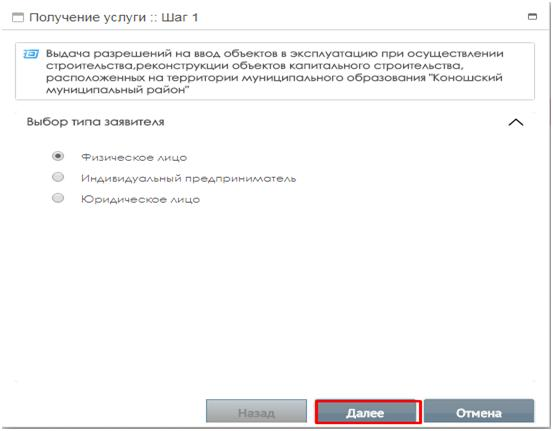 Получение услуги :: Шаг 1
Выдача разрешений на ввод объектов в эксплуатацию при осуществлении
строительства,реконструкции объектов капитального строительства,
расположенных на территории муниципального образования "Коношский
муниципальный район"
Выбор типа заявителя
Физическое лицо
Индивидуальный предприниматель
Юридическое лицо
Назад Далее Отмена